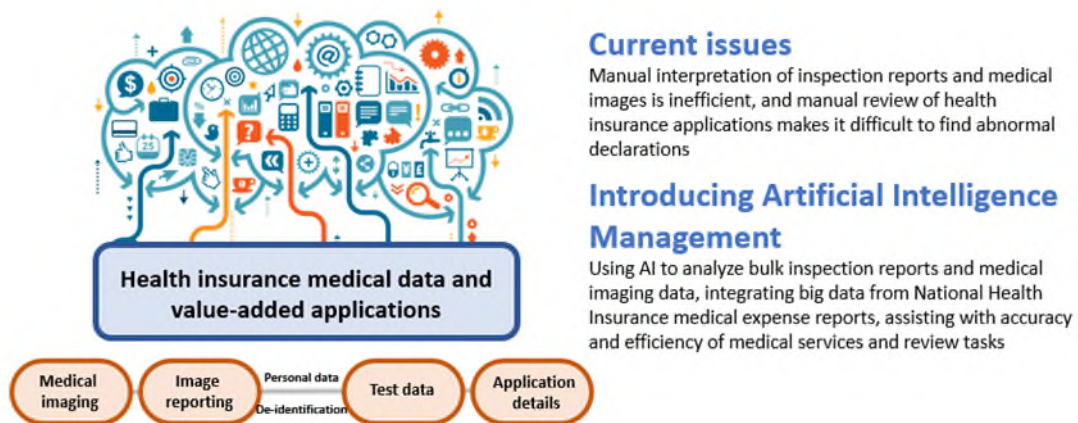 Health insurance medical data and
value-added applications
Medical
imaging
Image
reporting
Personal data
De-identification
Test data
Application
details
Current issues
Manual interpretation of inspection reports and medical
images is inefficient, and manual review of health
insurance applications makes it difficult to find abnormal
declarations
Introducing Artificial Intelligence
Management
Using AI to analyze bulk inspection reports and medical
imaging data, integrating big data from National Health
Insurance medical expense reports, assisting with accuracy
and efficiency of medical services and review tasks
$
@
25
?